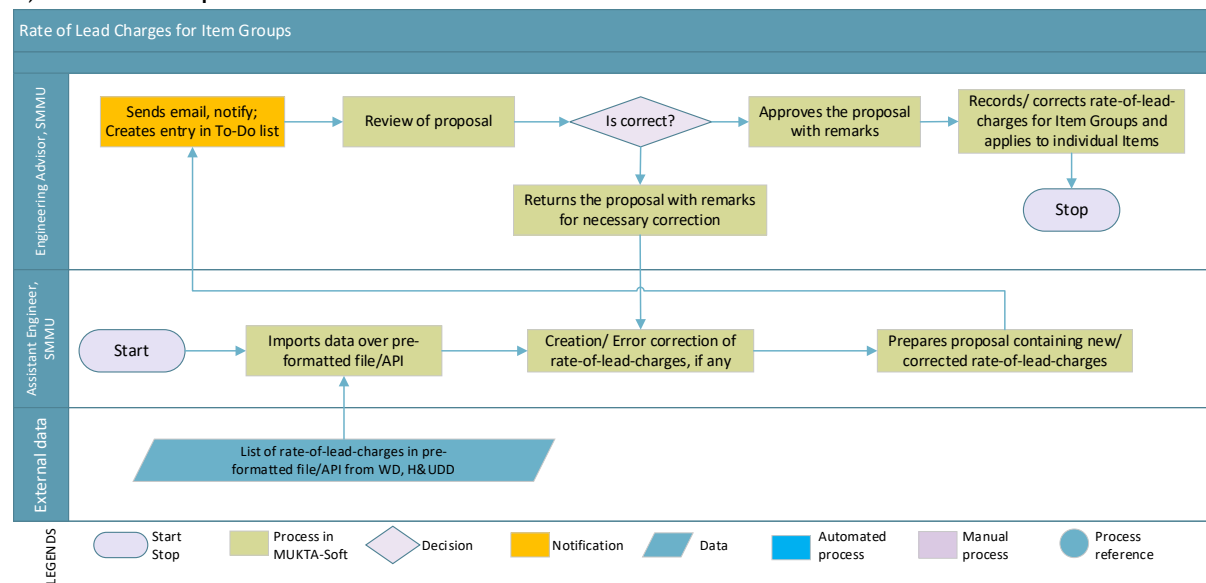 Rate of Lead Charges for Item Groups
Engineering Advisor, SMMU
Sends email, notify;
Creates entry in To-Do list
Review of proposal
Is correct?
Approves the proposal
with remarks
Records/ corrects rate-of-lead-
charges for Item Groups and
applies to individual Items
Returns the proposal with remarks
for necessary correction
Stop
Assistant Engineer,
SMMU
Start
Imports data over pre-
formatted file/API
Creation/ Error correction of
rate-of-lead-charges, if any
Prepares proposal containing new/
corrected rate-of-lead-charges
External data
List of rate-of-lead-charges in pre-
formatted file/API from WD, H&UDD
LEGENDS
Start
Stop
Process in
MUKTA-Soft
Decision
Notification
Data
Automated
process
Manual
process
Process
reference